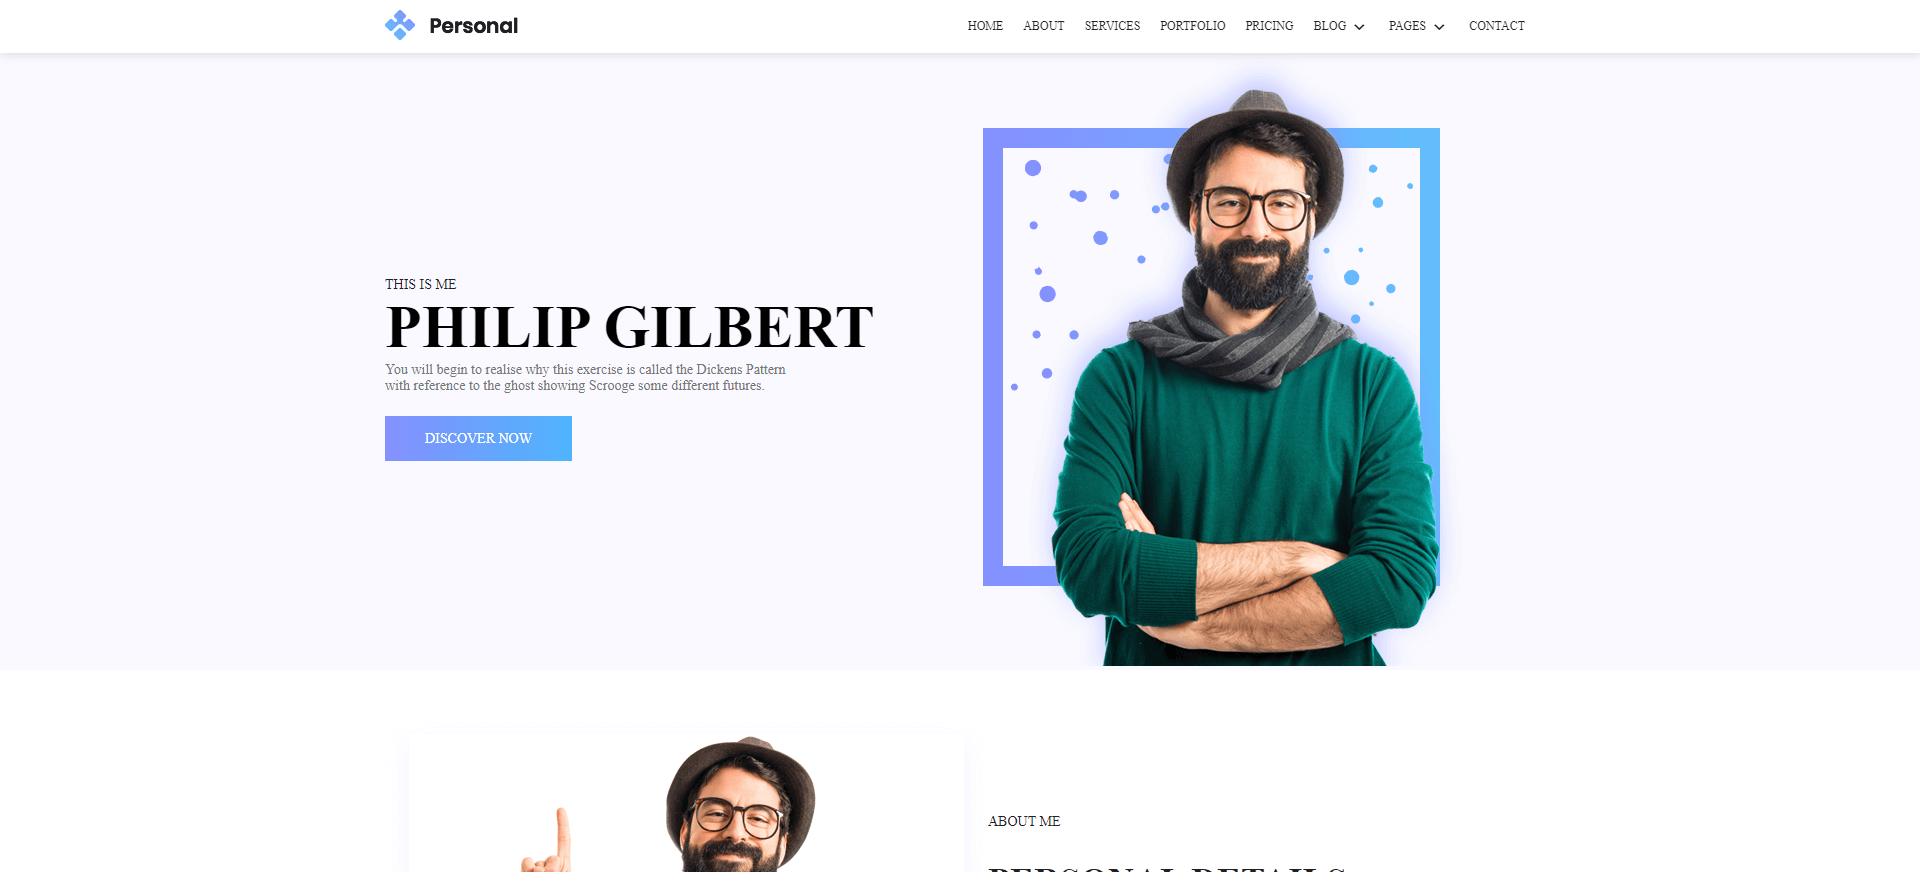 Personal
HOME ABOUT SERVICES PORTFOLIO PRICING BLOG PAGES CONTACT
THIS IS ME
PHILIP GILBERT
You will begin to realise why this exercise is called the Dickens Pattern
with reference to the ghost showing Scrooge some different futures.
DISCOVER NOW
ABOUT ME
PERSONAL DETAILS